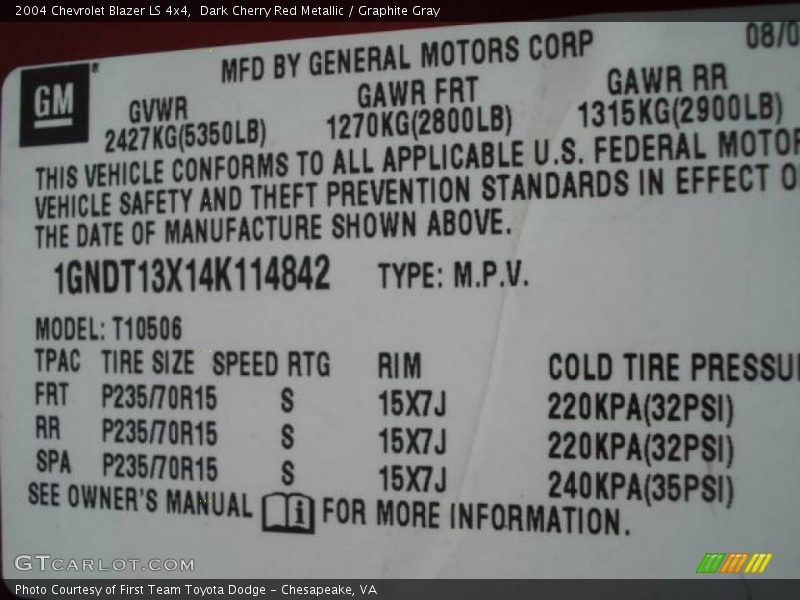 2004 Chevrolet Blazer LS 4x4, Dark Cherry Red Metallic / Graphite Gray
GM
MFD BY GENERAL MOTORS CORP
GVWR GAWR FRT GAWR RR
2427KG(5350LB) 1270KG(2800LB) 1315KG(2900LB)
THIS VEHICLE CONFORMS TO ALL APPLICABLE U.S. FEDERAL
VEHICLE SAFETY AND THEFT PREVENTION STANDARDS IN EFFECT
THE DATE OF MANUFACTURE SHOWN ABOVE.
1GNDT13X14K114842 TYPE: M.P.V.
MODEL: T10506
TPAC TIRE SIZE SPEED RTG RIM COLD TIRE
FRT P235/70R15 S 15X7J 220KPA(32PSI)
RR P235/70R15 S 15X7J 220KPA(32PSI)
SPA P235/70R15 S 15X7J 240KPA(35PSI)
SEE OWNER'S MANUAL i FOR MORE INFORMATION.
GTCARLOT.COM
Photo Courtesy of First Team Toyota Dodge - Chesapeake, VA